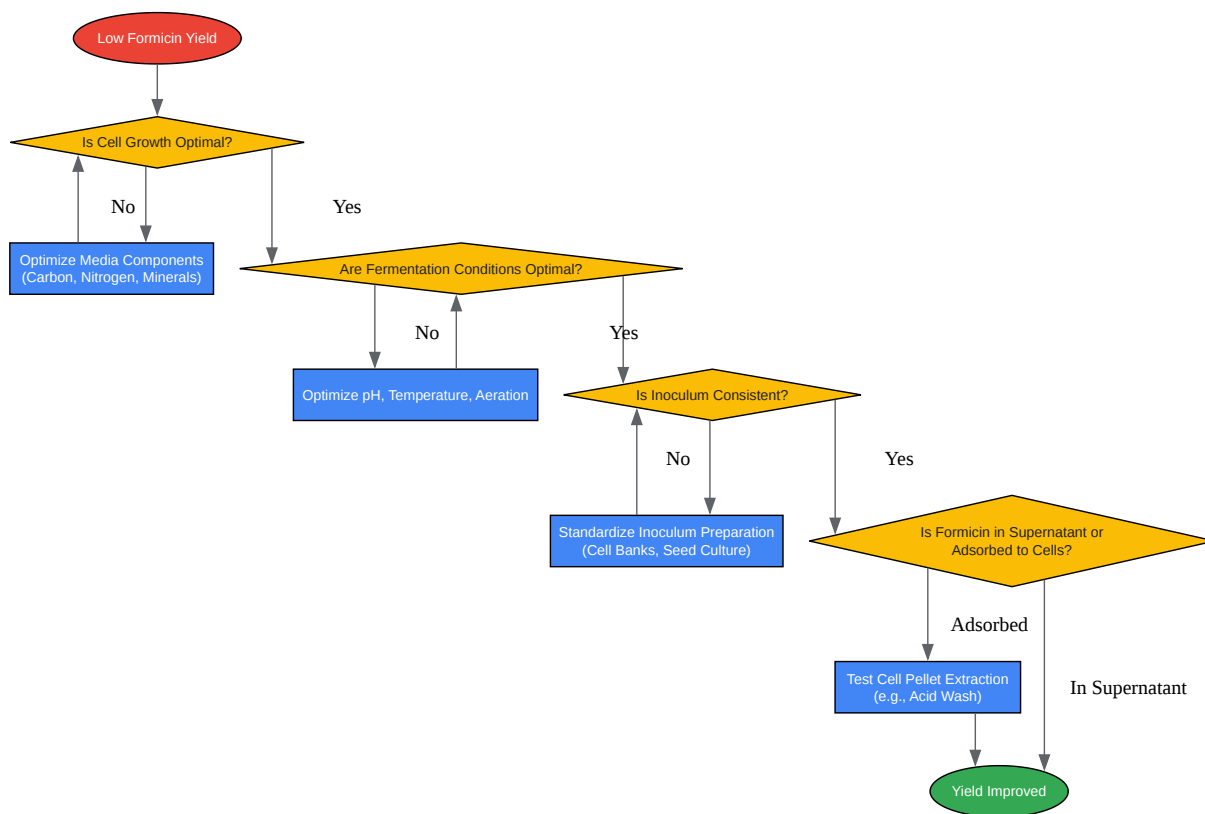 Low Formicin Yield
Is Cell Growth Optimal?
No
Yes
Optimize Media Components
(Carbon, Nitrogen, Minerals)
Are Fermentation Conditions Optimal?
No
Yes
Optimize pH, Temperature, Aeration
Is Inoculum Consistent?
No
Yes
Standardize Inoculum Preparation
(Cell Banks, Seed Culture)
Is Formicin in Supernatant or
Adsorbed to Cells?
Adsorbed
Test Cell Pellet Extraction
(e.g., Acid Wash)
In Supernatant
Yield Improved